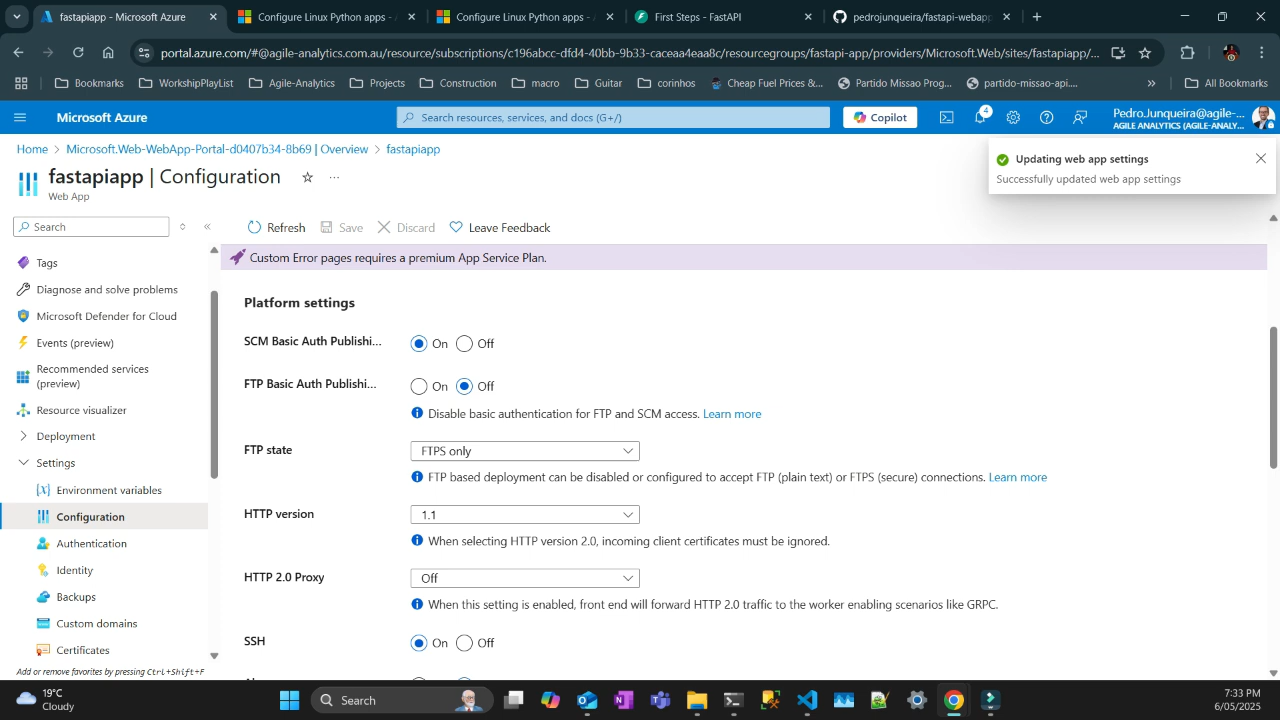 fastapiapp - Microsoft Azure
Configure Linux Python apps - A
Configure Linux Python apps - A
First Steps - FastAPI
pedrojunqueira/fastapi-webapp
portal.azure.com/#@agile-analytics.com.au/resource/subscriptions/c196abcc-dfd4-40bb-9b33-caceaa4eaa8c/resourcegroups/fastapi-app/providers/Microsoft.Web/sites/fastapiapp/...
Bookmarks
WorkshipPlayList
Agile-Analytics
Projects
Construction
macro
Guitar
corinhos
Cheap Fuel Prices &...
Partido Missao Prog...
partido-missao-api....
»
All Bookmarks
Microsoft Azure
Search resources, services, and docs (G+/)
Copilot
4
Pedro.Junqueira@agile-...
AGILE ANALYTICS (AGILE-ANALY...
Home > Microsoft.Web-WebApp-Portal-d0407b34-8b69 | Overview > fastapiapp
fastapiapp | Configuration
Web App
Updating web app settings
Successfully updated web app settings
Search
Refresh
Save
Discard
Leave Feedback
Tags
Diagnose and solve problems
Microsoft Defender for Cloud
Events (preview)
Recommended services
(preview)
Resource visualizer
Deployment
Settings
Environment variables
Configuration
Authentication
Identity
Backups
Custom domains
Certificates
Add or remove favorites by pressing Ctrl+Shift+F
Custom Error pages requires a premium App Service Plan.
Platform settings
SCM Basic Auth Publishi...
On
Off
FTP Basic Auth Publishi...
On
Off
Disable basic authentication for FTP and SCM access. Learn more
FTP state
FTPS only
FTP based deployment can be disabled or configured to accept FTP (plain text) or FTPS (secure) connections. Learn more
HTTP version
1.1
When selecting HTTP version 2.0, incoming client certificates must be ignored.
HTTP 2.0 Proxy
Off
When this setting is enabled, front end will forward HTTP 2.0 traffic to the worker enabling scenarios like GRPC.
SSH
On
Off
19°C
Cloudy
Search
7:33 PM
6/05/2025